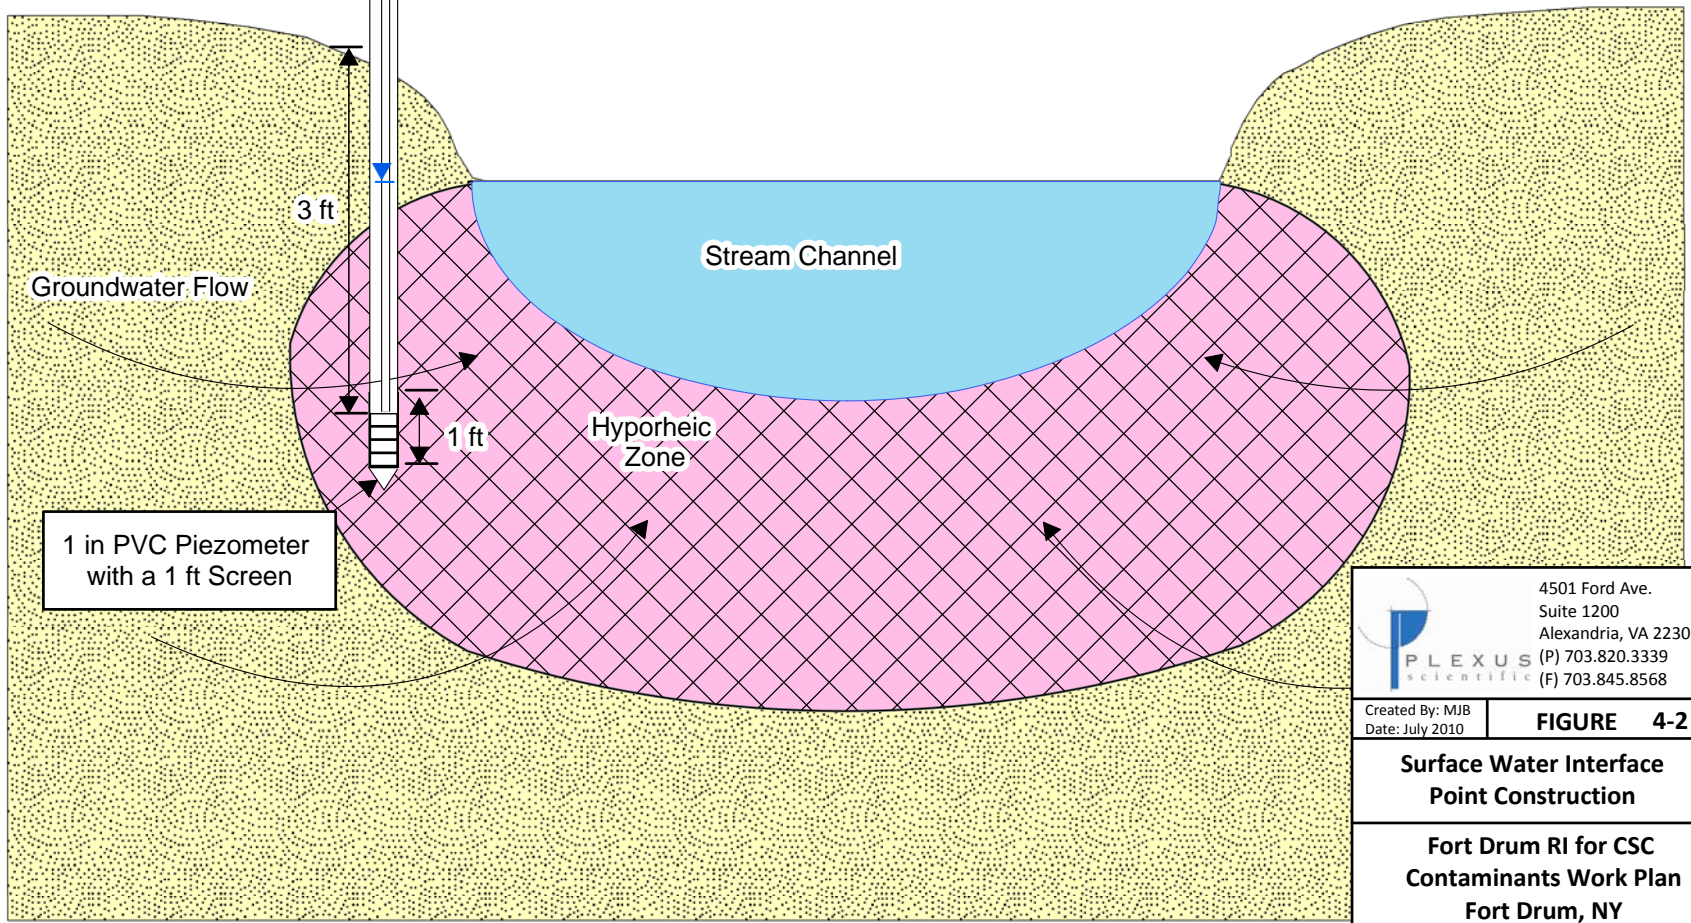 3 ft
Stream Channel
Groundwater Flow
1 ft
Hyporheic
Zone
1 in PVC Piezometer
with a 1 ft Screen
PLEXUS
scientific
4501 Ford Ave.
Suite 1200
Alexandria, VA 2230
(P) 703.820.3339
(F) 703.845.8568
Created By: MJB
Date: July 2010
FIGURE 4-2
Surface Water Interface
Point Construction
Fort Drum RI for CSC
Contaminants Work Plan
Fort Drum, NY